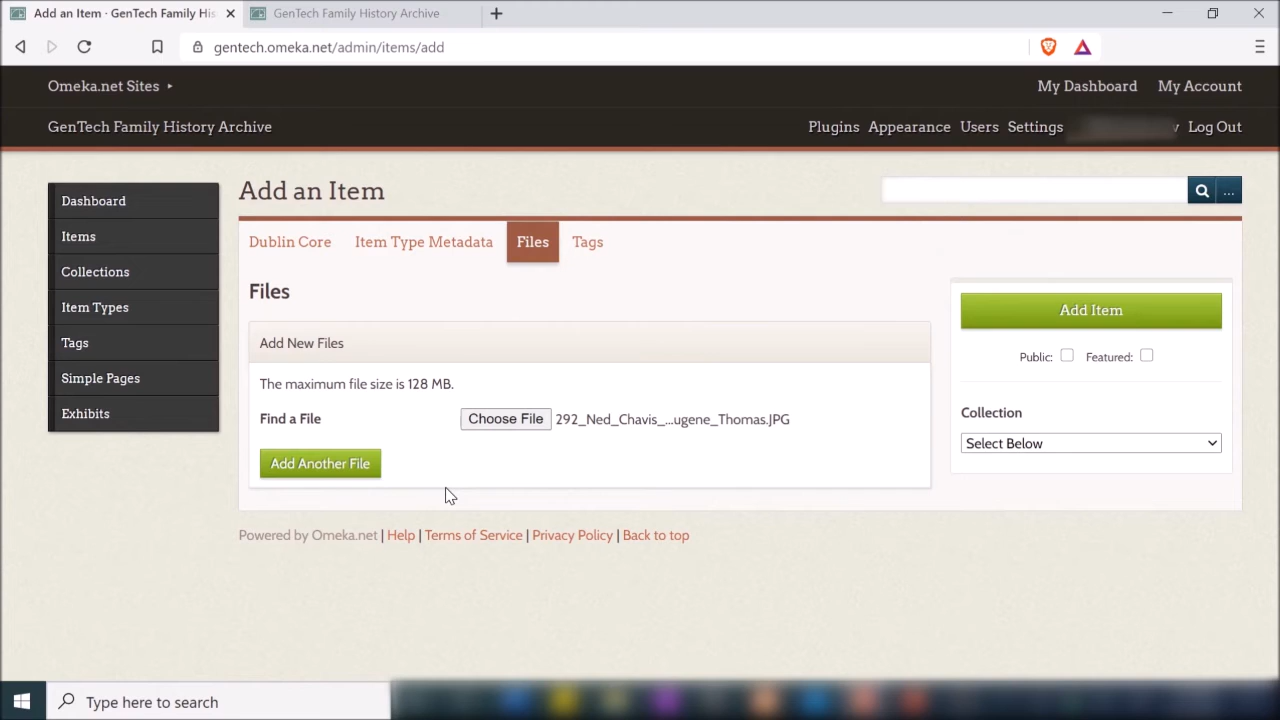 Add an Item · GenTech Family His
GenTech Family History Archive
gentech.omeka.net/admin/items/add
Omeka.net Sites
My Dashboard
My Account
GenTech Family History Archive
Plugins
Appearance
Users
Settings
Log Out
Dashboard
Items
Collections
Item Types
Tags
Simple Pages
Exhibits
Add an Item
...
Dublin Core
Item Type Metadata
Files
Tags
Files
Add New Files
The maximum file size is 128 MB.
Find a File
Choose File
292_Ned_Chavis_...ugene_Thomas.JPG
Add Another File
Add Item
Public:
Featured:
Collection
Select Below
Powered by Omeka.net | Help | Terms of Service | Privacy Policy | Back to top
Type here to search